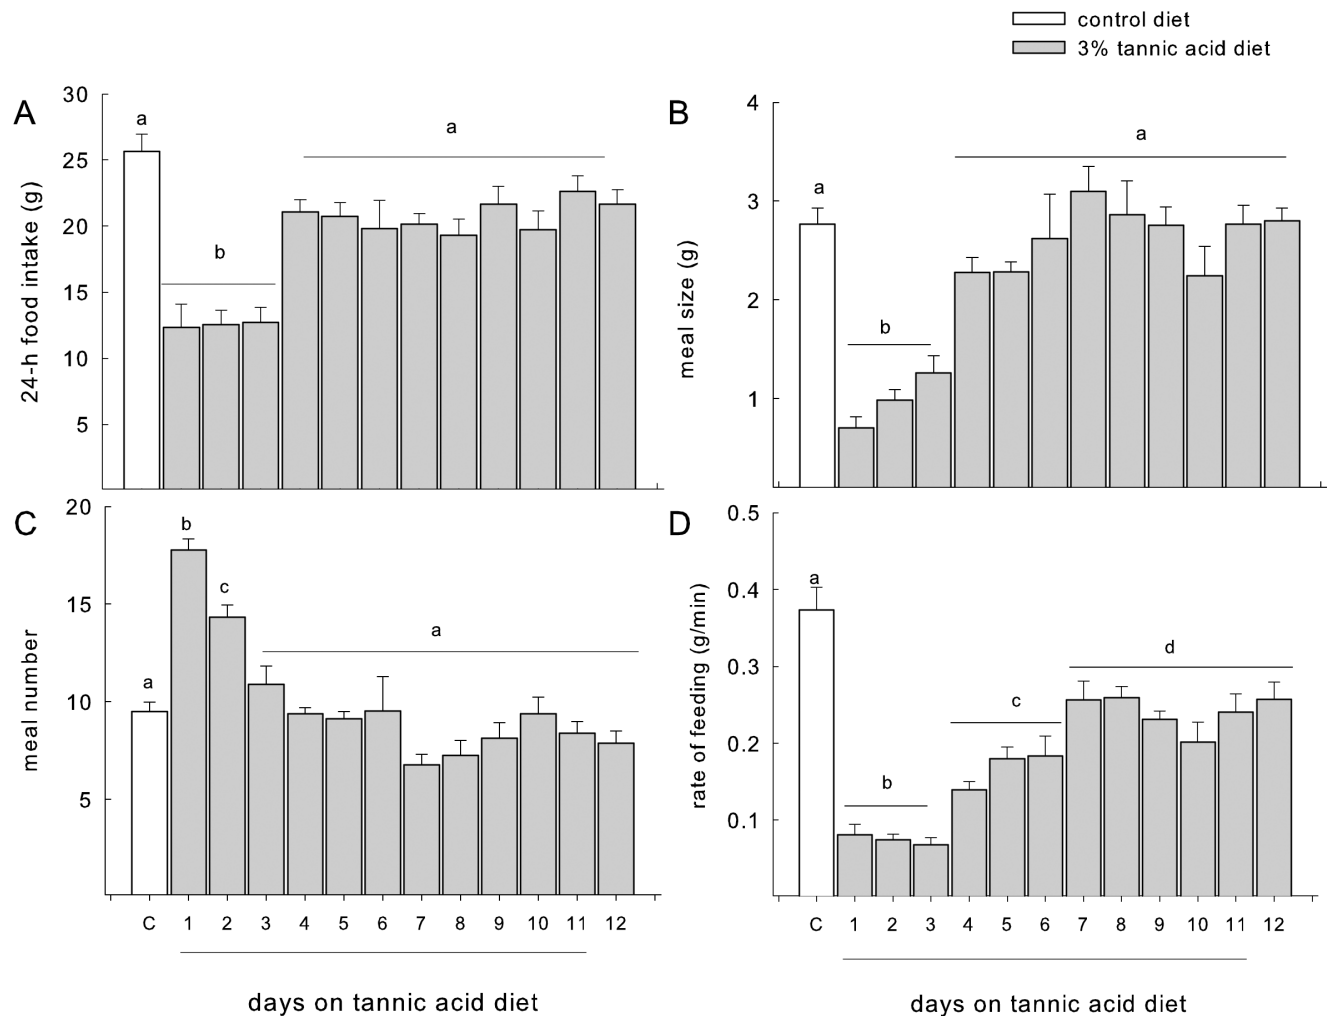 control diet
3% tannic acid diet
A
24-h food intake (g)
30
25
20
15
10
5
a
b
a
B
meal size (g)
4
3
2
1
a
b
a
C
meal number
20
15
10
5
a
b
c
a
C 1 2 3 4 5 6 7 8 9 10 11 12
days on tannic acid diet
D
rate of feeding (g/min)
0.5
0.4
0.3
0.2
0.1
a
b
c
d
C 1 2 3 4 5 6 7 8 9 10 11 12
days on tannic acid diet